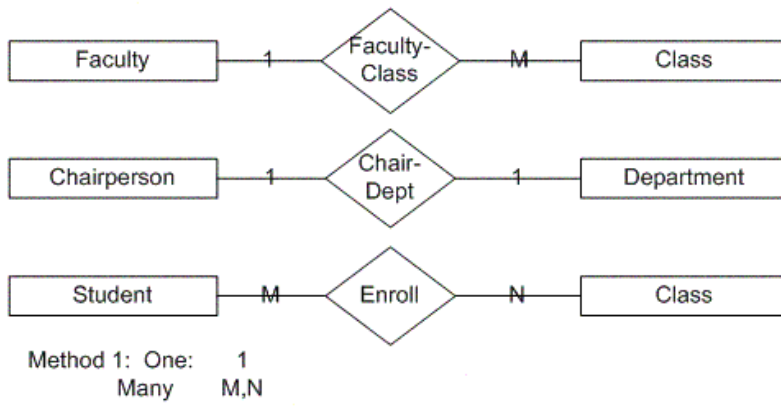 Faculty 1 Faculty-
Class M Class
Chairperson 1 Chair-
Dept 1 Department
Student M Enroll N Class
Method 1: One: 1
Many M,N